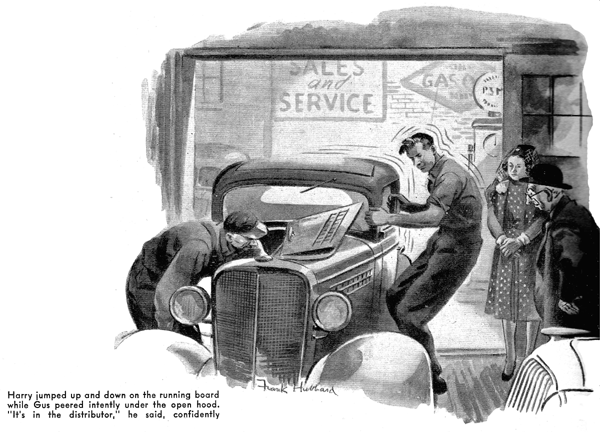 SALES
and
SERVICE
GAS
Frank Hubbard
Harry jumped up and down on the running board
while Gus peered intently under the open hood.
"It's in the distributor," he said, confidently